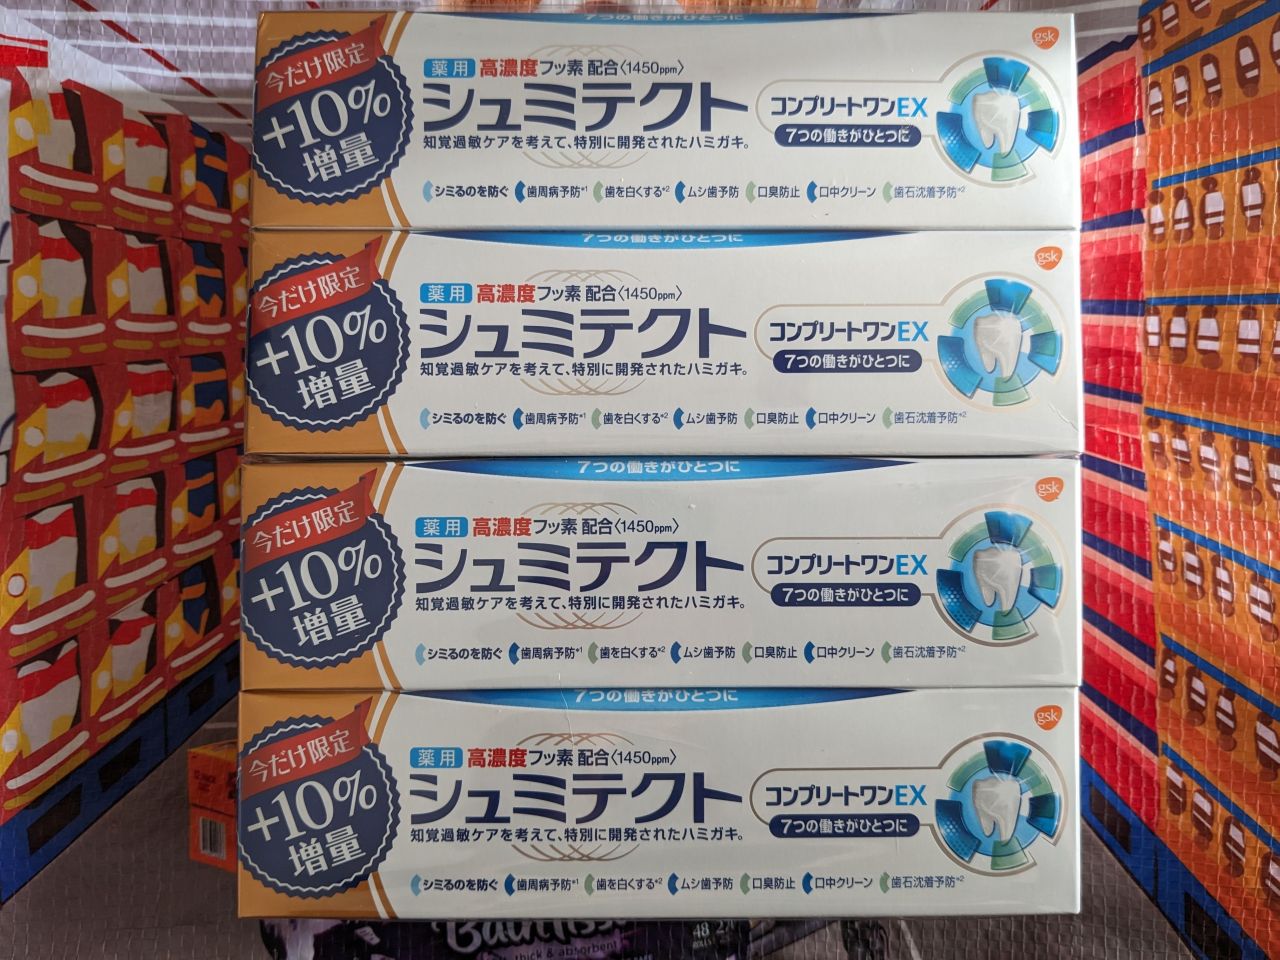 7つの働きがひとつに
今だけ限定
+10%
増量
薬用 高濃度フッ素 配合〈1450ppm〉
シュミテクト
知覚過敏ケアを考えて、特別に開発されたハミガキ。
コンプリートワンEX
7つの働きがひとつに
gsk
シミるのを防ぐ 歯周病予防*1 歯を白くする*2 ムシ歯予防 口臭防止 口中クリーン 歯石沈着予防*2
7つの働きがひとつに
今だけ限定
+10%
増量
薬用 高濃度フッ素 配合〈1450ppm〉
シュミテクト
知覚過敏ケアを考えて、特別に開発されたハミガキ。
コンプリートワンEX
7つの働きがひとつに
gsk
シミるのを防ぐ 歯周病予防*1 歯を白くする*2 ムシ歯予防 口臭防止 口中クリーン 歯石沈着予防*2
7つの働きがひとつに
今だけ限定
+10%
増量
薬用 高濃度フッ素 配合〈1450ppm〉
シュミテクト
知覚過敏ケアを考えて、特別に開発されたハミガキ。
コンプリートワンEX
7つの働きがひとつに
gsk
シミるのを防ぐ 歯周病予防*1 歯を白くする*2 ムシ歯予防 口臭防止 口中クリーン 歯石沈着予防*2
7つの働きがひとつに
今だけ限定
+10%
増量
薬用 高濃度フッ素 配合〈1450ppm〉
シュミテクト
知覚過敏ケアを考えて、特別に開発されたハミガキ。
コンプリートワンEX
7つの働きがひとつに
gsk
シミるのを防ぐ 歯周病予防*1 歯を白くする*2 ムシ歯予防 口臭防止 口中クリーン 歯石沈着予防*2
thick & absorbent
48
ROLLS